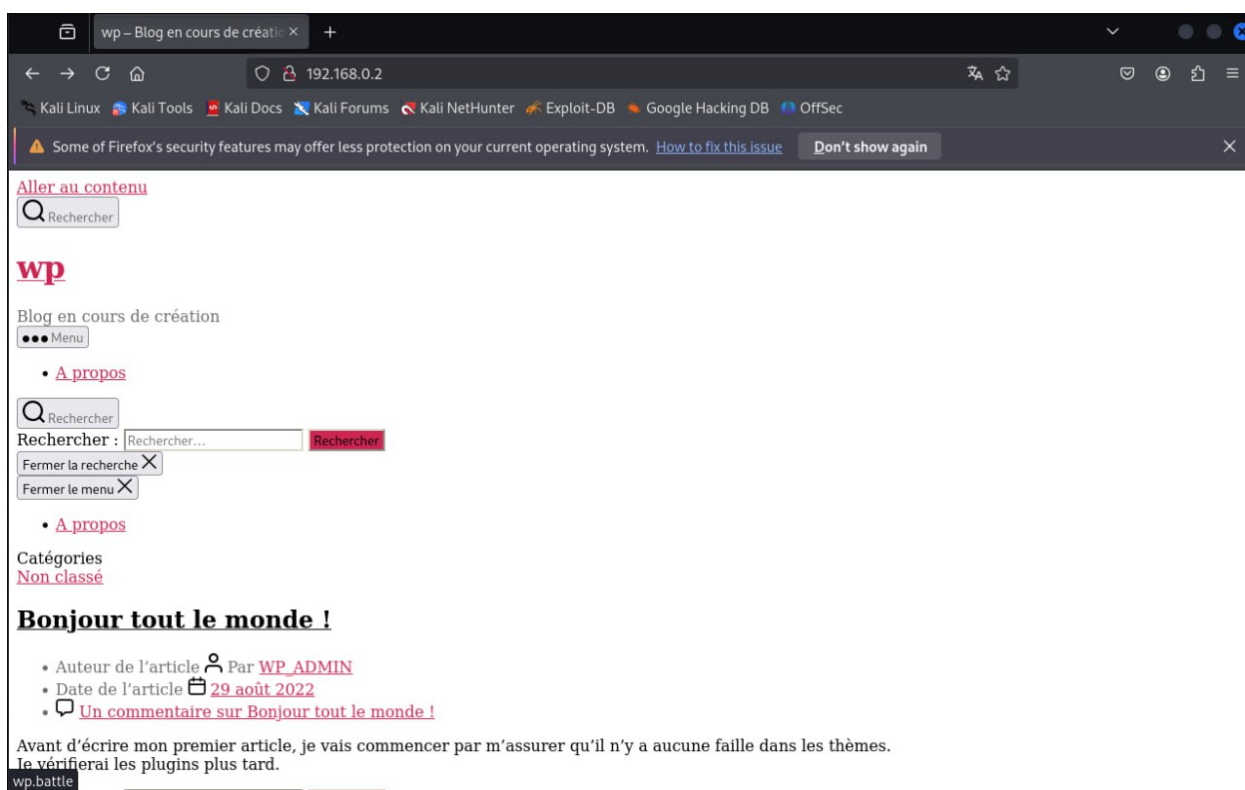 wp – Blog en cours de créatio
192.168.0.2
Kali Linux Kali Tools Kali Docs Kali Forums Kali NetHunter Exploit-DB Google Hacking DB OffSec
Some of Firefox's security features may offer less protection on your current operating system. How to fix this issue Don't show again
Aller au contenu
Rechercher
wp
Blog en cours de création
Menu
A propos
Rechercher
Rechercher : Rechercher... Rechercher
Fermer la recherche
Fermer le menu
A propos
Catégories
Non classé
Bonjour tout le monde !
Auteur de l'article Par WP_ADMIN
Date de l'article 29 août 2022
Un commentaire sur Bonjour tout le monde !
Avant d'écrire mon premier article, je vais commencer par m'assurer qu'il n'y a aucune faille dans les thèmes.
Je vérifierai les plugins plus tard.
wp.battle